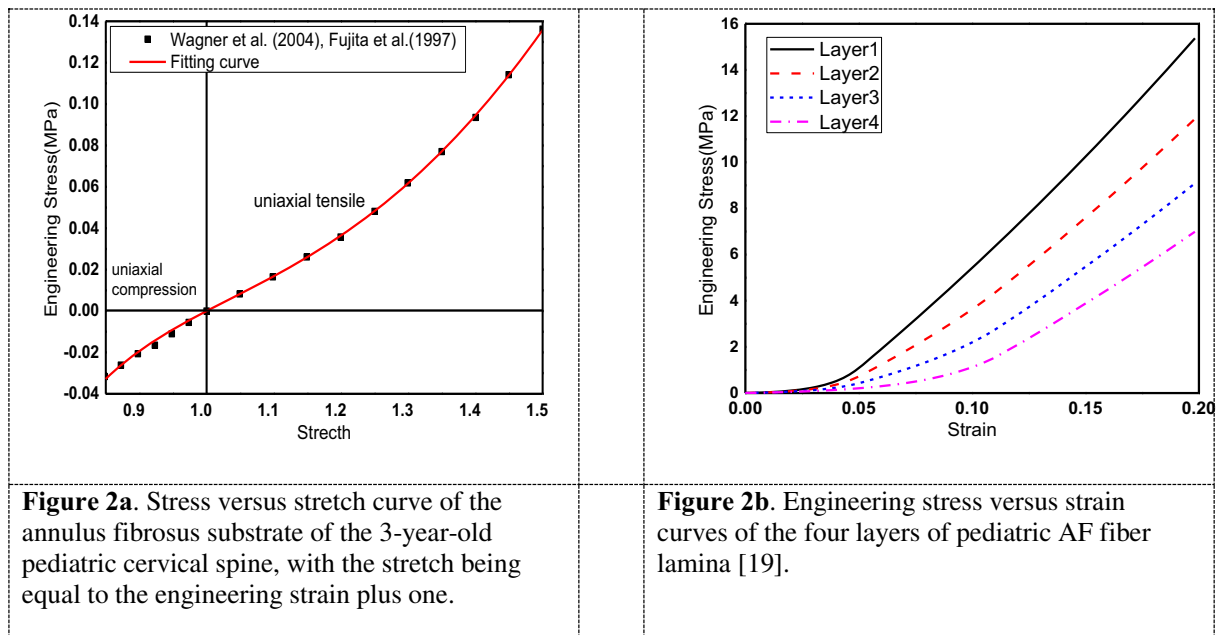 0.14
0.12
0.10
0.08
0.06
0.04
0.02
0.00
-0.02
-0.04
Engineering Stress(MPa)
Wagner et al. (2004), Fujita et al.(1997)
Fitting curve
uniaxial tensile
uniaxial
compression
0.9 1.0 1.1 1.2 1.3 1.4 1.5
Strecth
16
14
12
10
8
6
4
2
0
Engineering Stress(MPa)
Layer1
Layer2
Layer3
Layer4
0.00 0.05 0.10 0.15 0.20
Strain
Figure 2a. Stress versus stretch curve of the
annulus fibrosus substrate of the 3-year-old
pediatric cervical spine, with the stretch being
equal to the engineering strain plus one.
Figure 2b. Engineering stress versus strain
curves of the four layers of pediatric AF fiber
lamina [19].